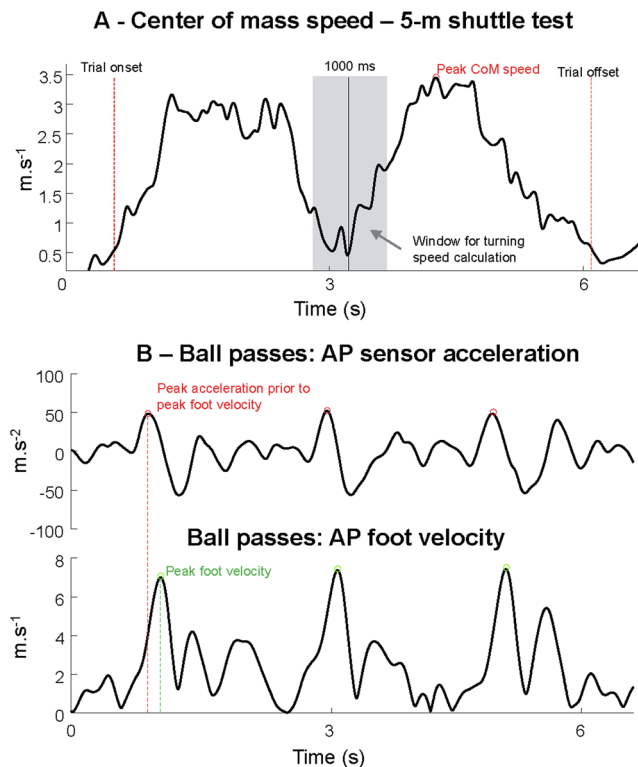 A - Center of mass speed – 5-m shuttle test
1000 ms
Trial onset
Peak CoM speed
Trial offset
3.5
3
2.5
2
1.5
1
0.5
m.s-1
Window for turning
speed calculation
0
3
6
Time (s)
B – Ball passes: AP sensor acceleration
100
50
0
-50
-100
m.s-2
Peak acceleration prior to
peak foot velocity
Ball passes: AP foot velocity
8
6
4
2
0
m.s-1
Peak foot velocity
0
3
6
Time (s)